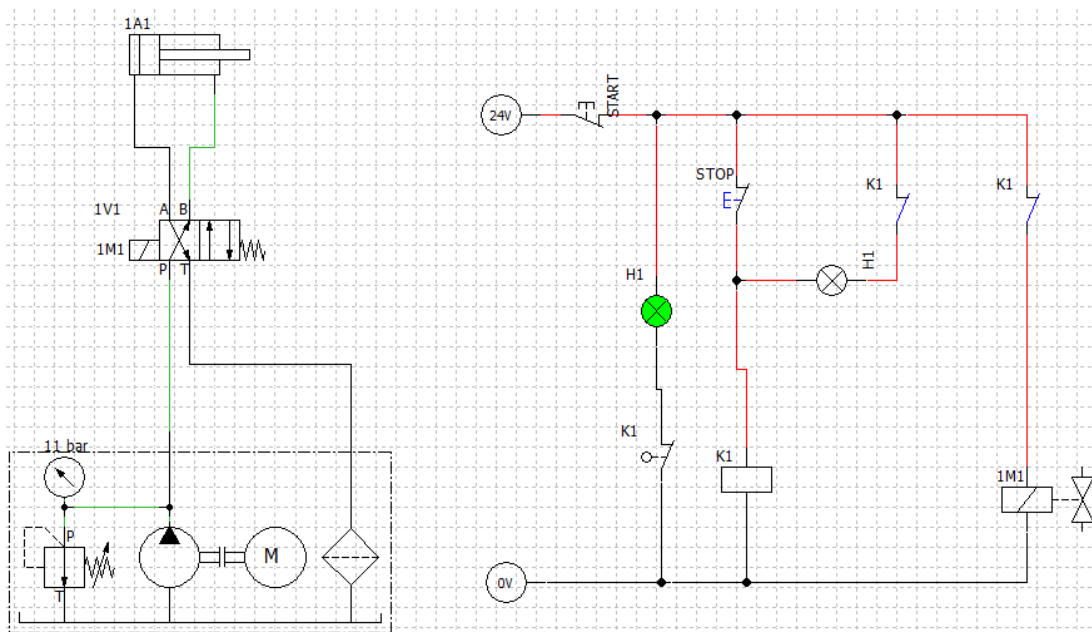 1A1
1V1
A B
1M1
P T
11 bar
P
T
M
24V
START
STOP
K1
K1
H1
H1
K1
K1
1M1
0V